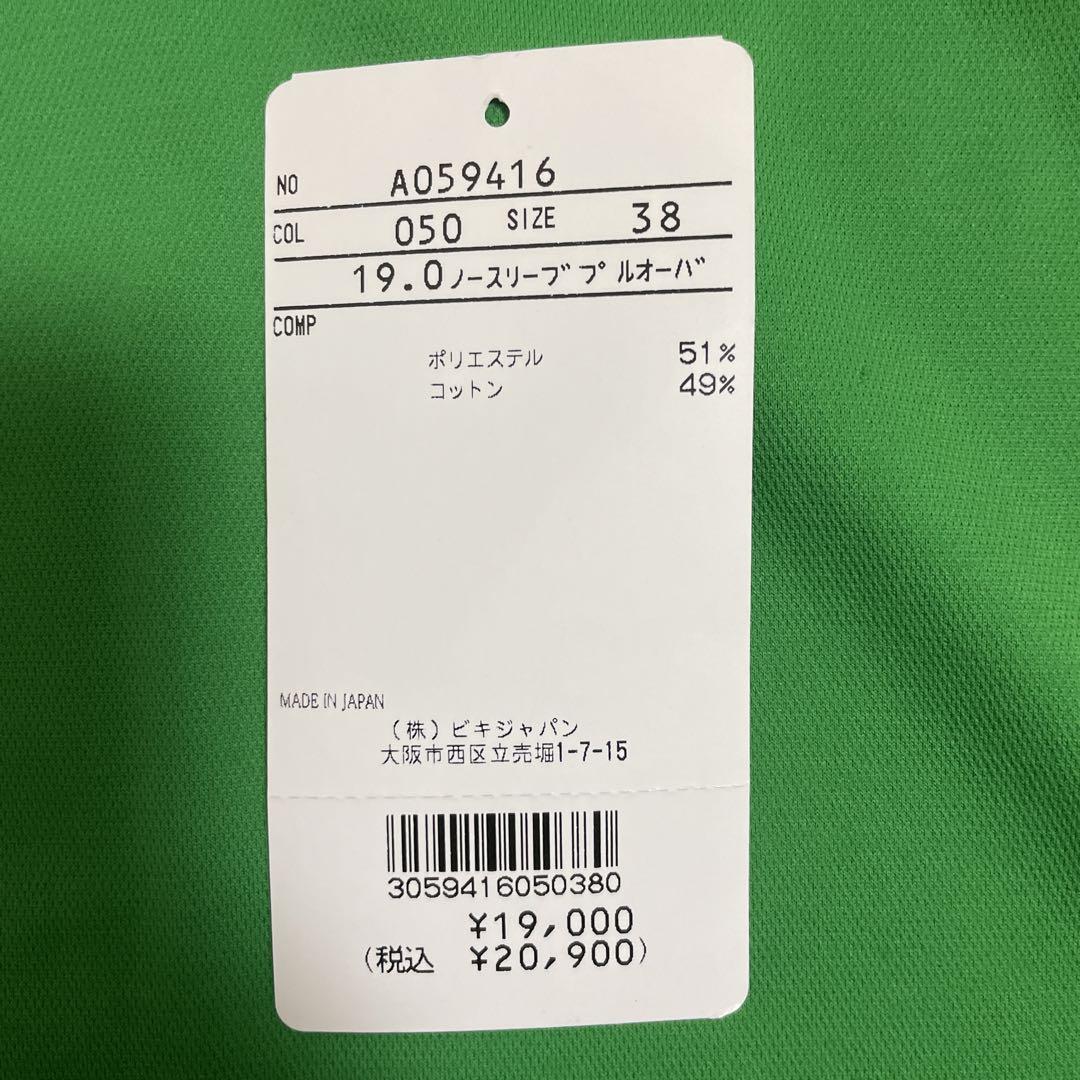 NO A059416
COL 050 SIZE 38
19.0ノースリーブプルオーバ
COMP
ポリエステル 51%
コットン 49%
MADE IN JAPAN
(株)ビキジャパン
大阪市西区立売堀1-7-15
3059416050380
¥19,000
(税込 ¥20,900)